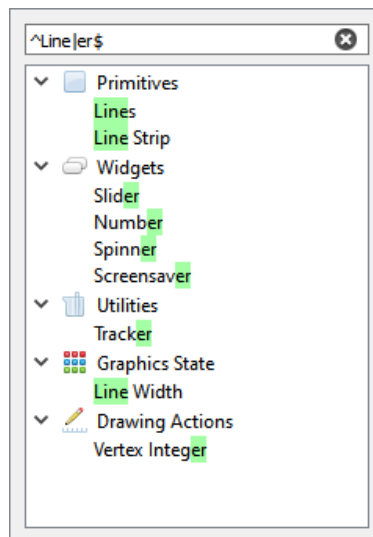 ^Line|er$
Primitives
Lines
Line Strip
Widgets
Slider
Number
Spinner
Screensaver
Utilities
Tracker
Graphics State
Line Width
Drawing Actions
Vertex Integer